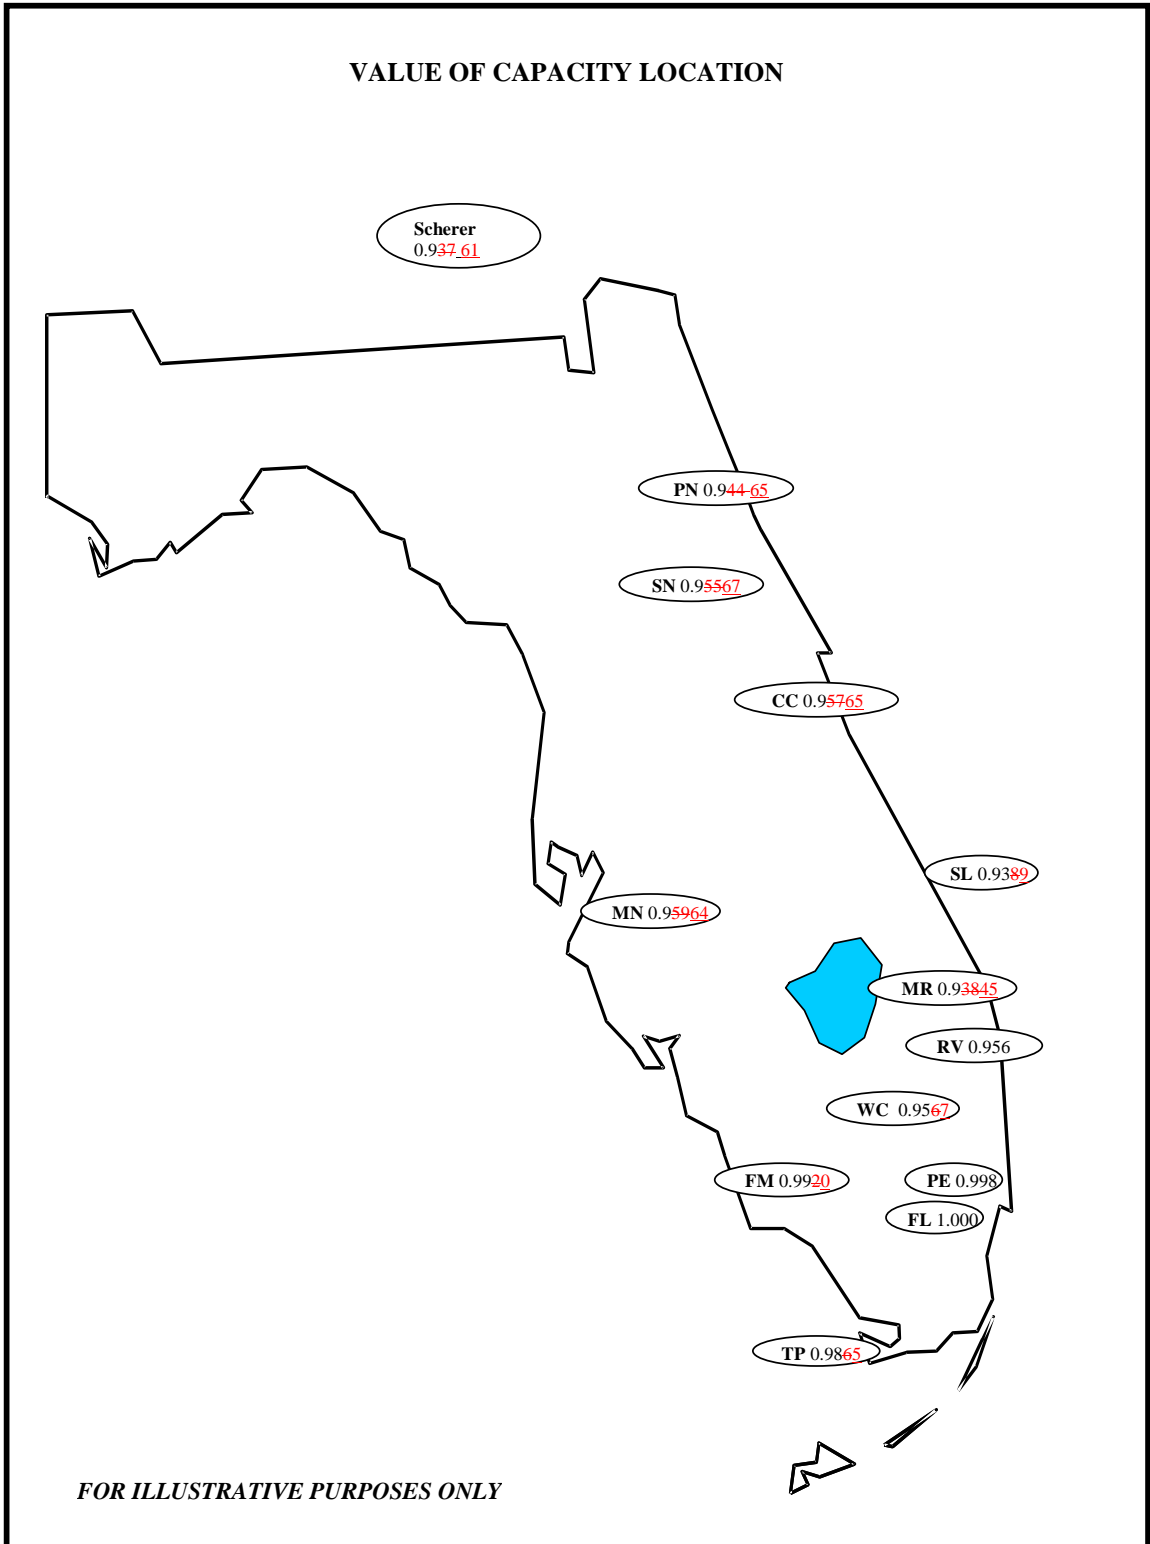 VALUE OF CAPACITY LOCATION
Scherer
0.937 61
PN 0.944 65
SN 0.95567
CC 0.95765
SL 0.9389
MN 0.95964
MR 0.93845
RV 0.956
WC 0.9567
FM 0.9920
PE 0.998
FL 1.000
TP 0.9865
FOR ILLUSTRATIVE PURPOSES ONLY